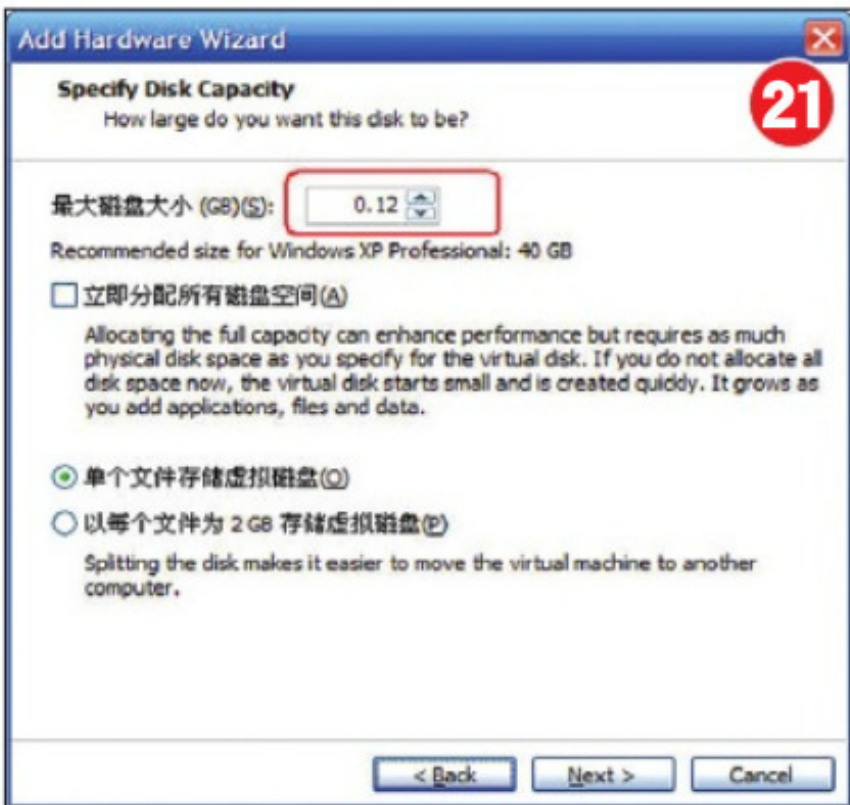 Add Hardware Wizard
21
Specify Disk Capacity
How large do you want this disk to be?
最大磁盘大小 (GB)(S): 0.12
Recommended size for Windows XP Professional: 40 GB
立即分配所有磁盘空间(A)
Allocating the full capacity can enhance performance but requires as much
physical disk space as you specify for the virtual disk. If you do not allocate all
disk space now, the virtual disk starts small and is created quickly. It grows as
you add applications, files and data.
单个文件存储虚拟磁盘(O)
以每个文件为 2 GB 存储虚拟磁盘(P)
Splitting the disk makes it easier to move the virtual machine to another
computer.
< Back Next > Cancel